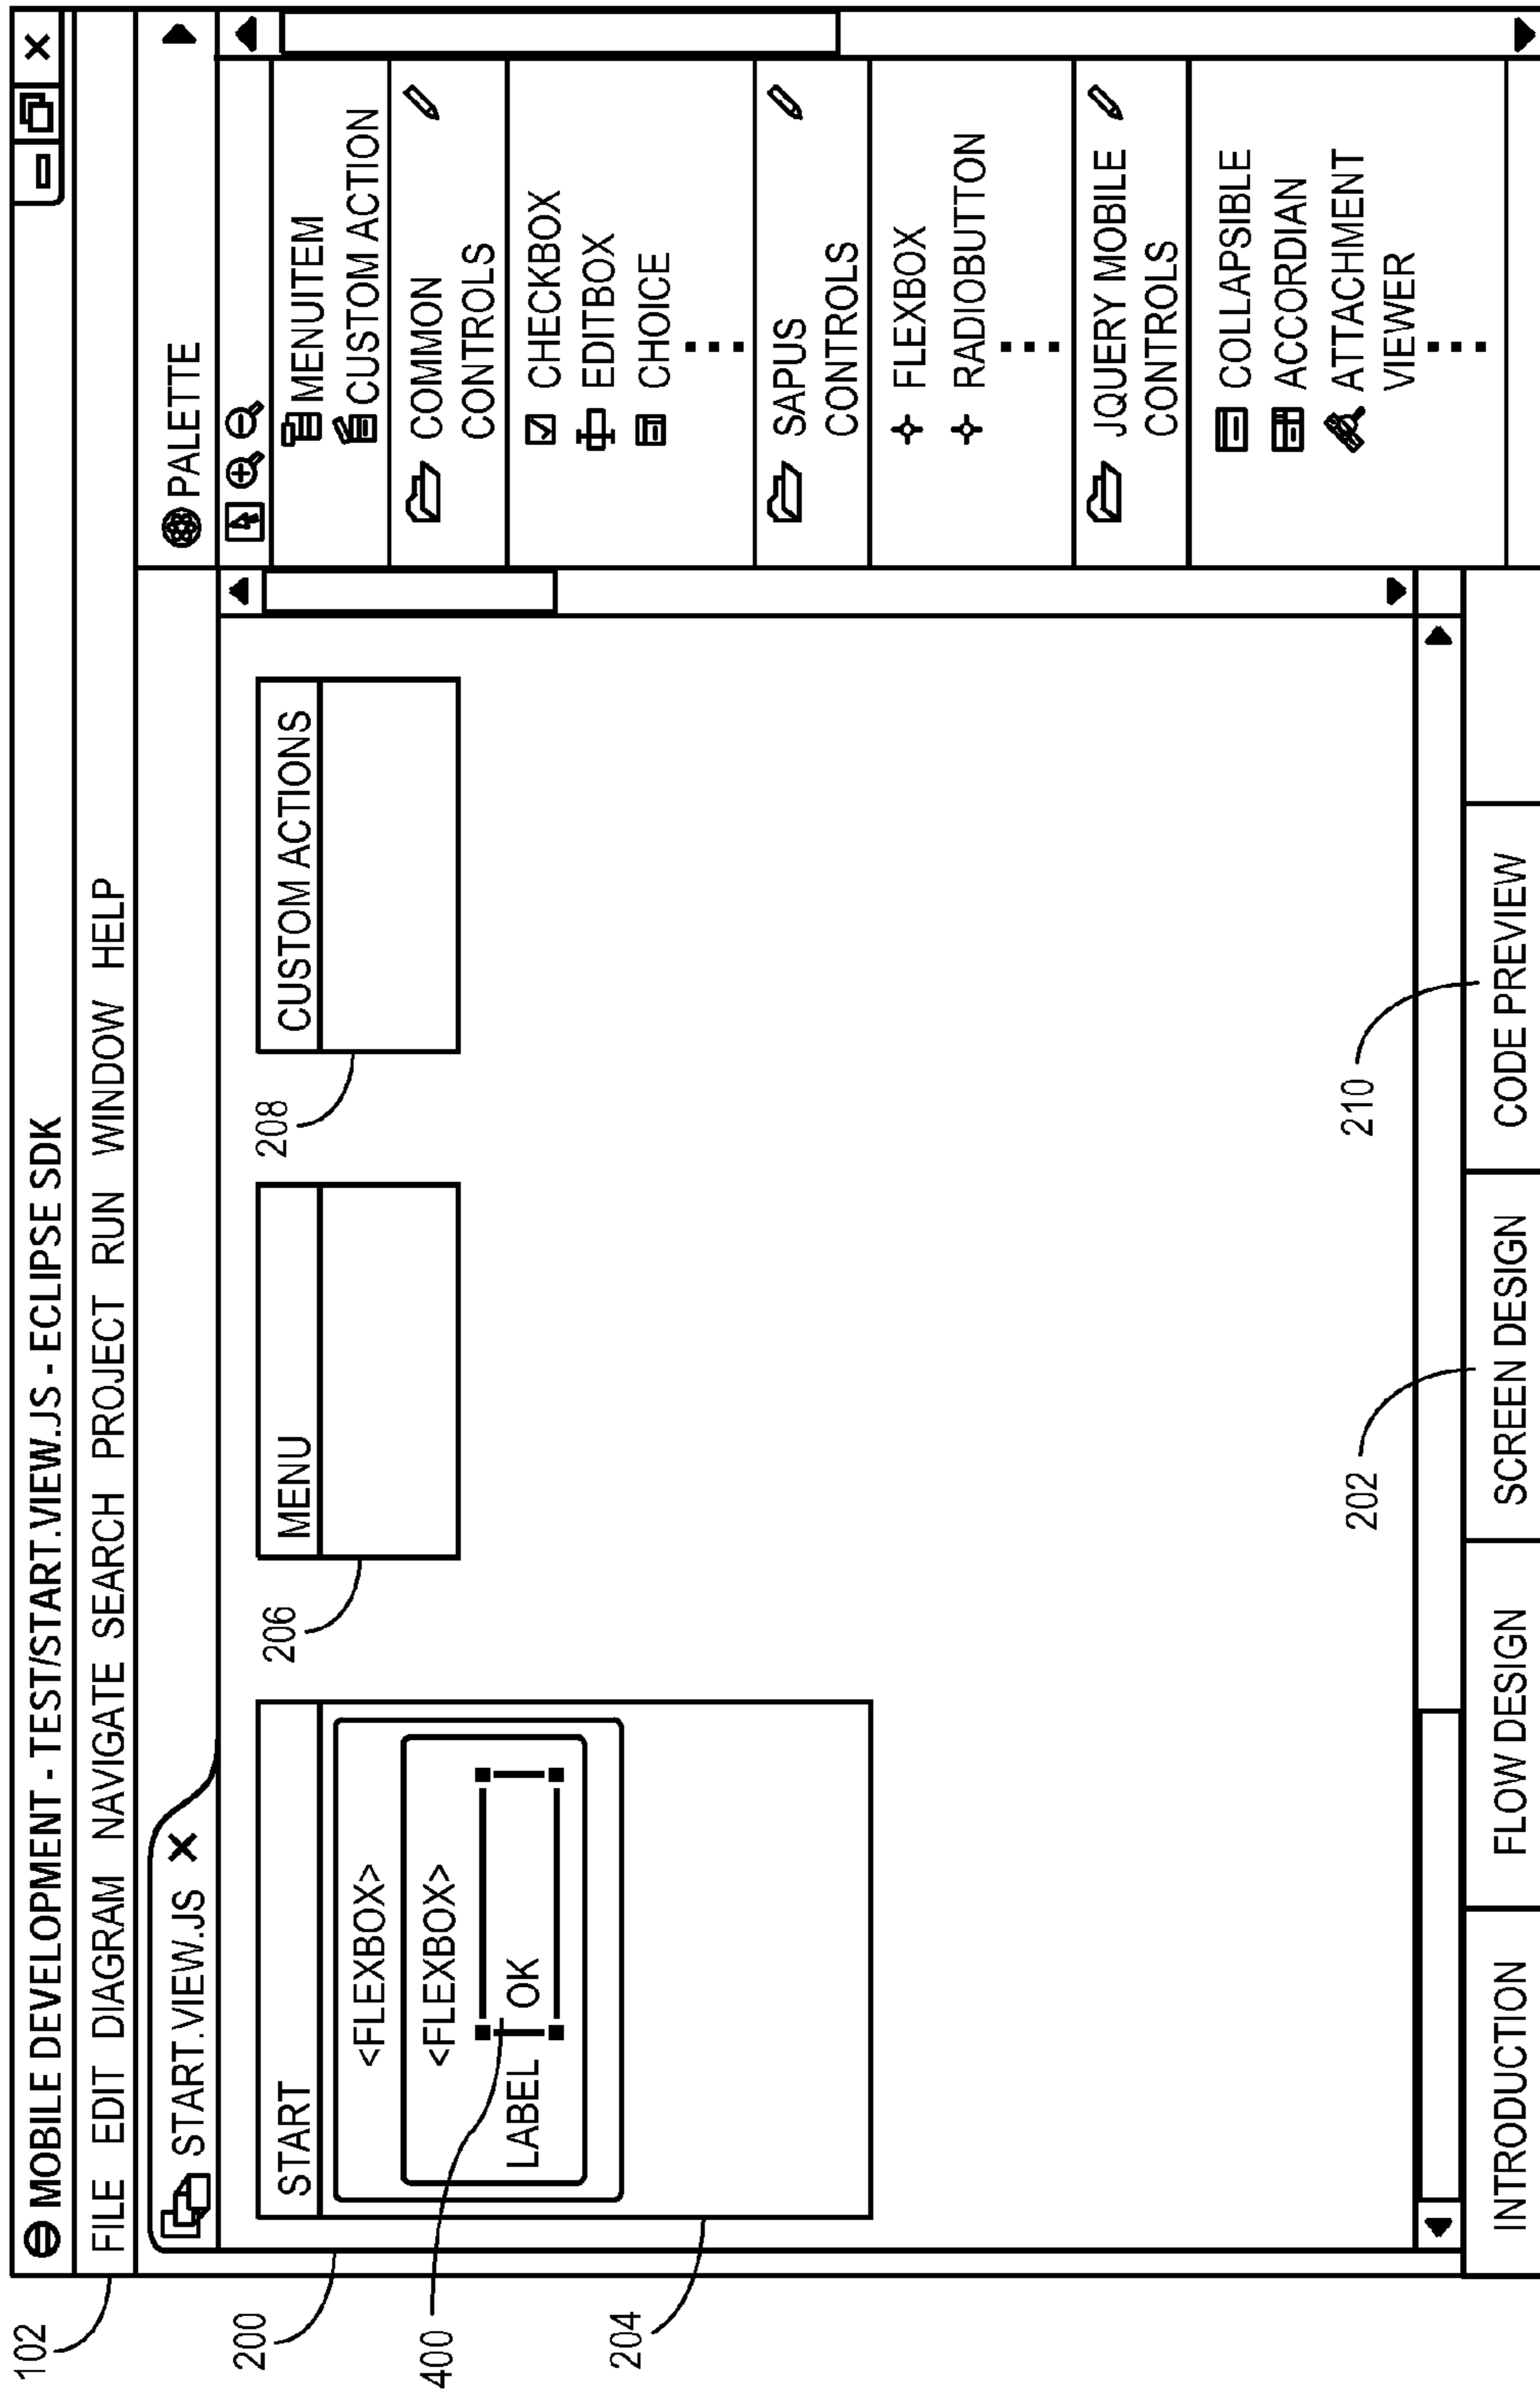 102
MOBILE DEVELOPMENT - TEST/START.VIEW.JS - ECLIPSE SDK
FILE EDIT DIAGRAM NAVIGATE SEARCH PROJECT RUN WINDOW HELP
START.VIEW.JS
200
400
204
START
<FLEXBOX>
<FLEXBOX>
LABEL OK
206
MENU
208
CUSTOM ACTIONS
PALETTE
MENUITEM
CUSTOM ACTION
COMMON
CONTROLS
CHECKBOX
EDITBOX
CHOICE
SAPUS
CONTROLS
FLEXBOX
RADIOBUTTON
JQUERY MOBILE
CONTROLS
COLLAPSIBLE
ACCORDIAN
ATTACHMENT
VIEWER
202
210
INTRODUCTION
FLOW DESIGN
SCREEN DESIGN
CODE PREVIEW